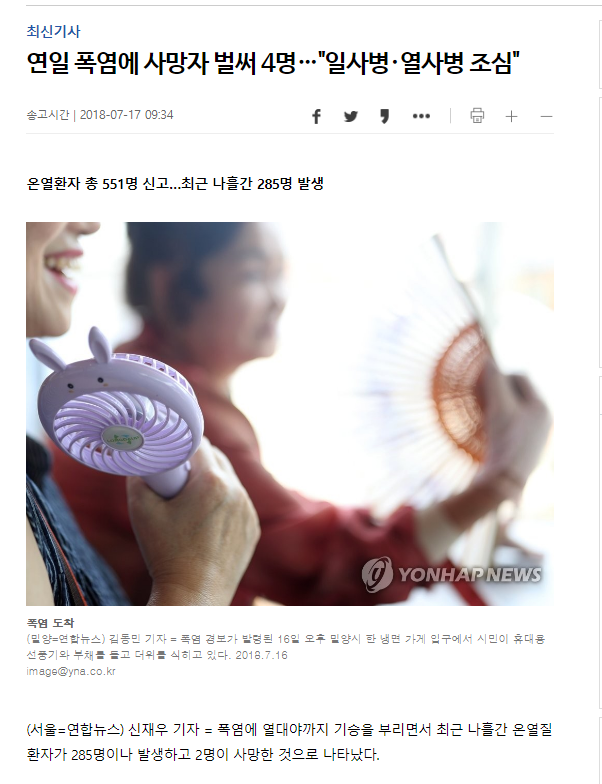 최신기사
연일 폭염에 사망자 벌써 4명…"일사병·열사병 조심"
송고시간 | 2018-07-17 09:34
온열환자 총 551명 신고…최근 나흘간 285명 발생
YONHAP NEWS
폭염 도착
(밀양=연합뉴스) 김동민 기자 = 폭염 경보가 발령된 16일 오후 밀양시 한 냉면 가게 입구에서 시민이 휴대용
선풍기와 부채를 들고 더위를 식히고 있다. 2018.7.16
image@yna.co.kr
(서울=연합뉴스) 신재우 기자 = 폭염에 열대야까지 기승을 부리면서 최근 나흘간 온열질
환자가 285명이나 발생하고 2명이 사망한 것으로 나타났다.